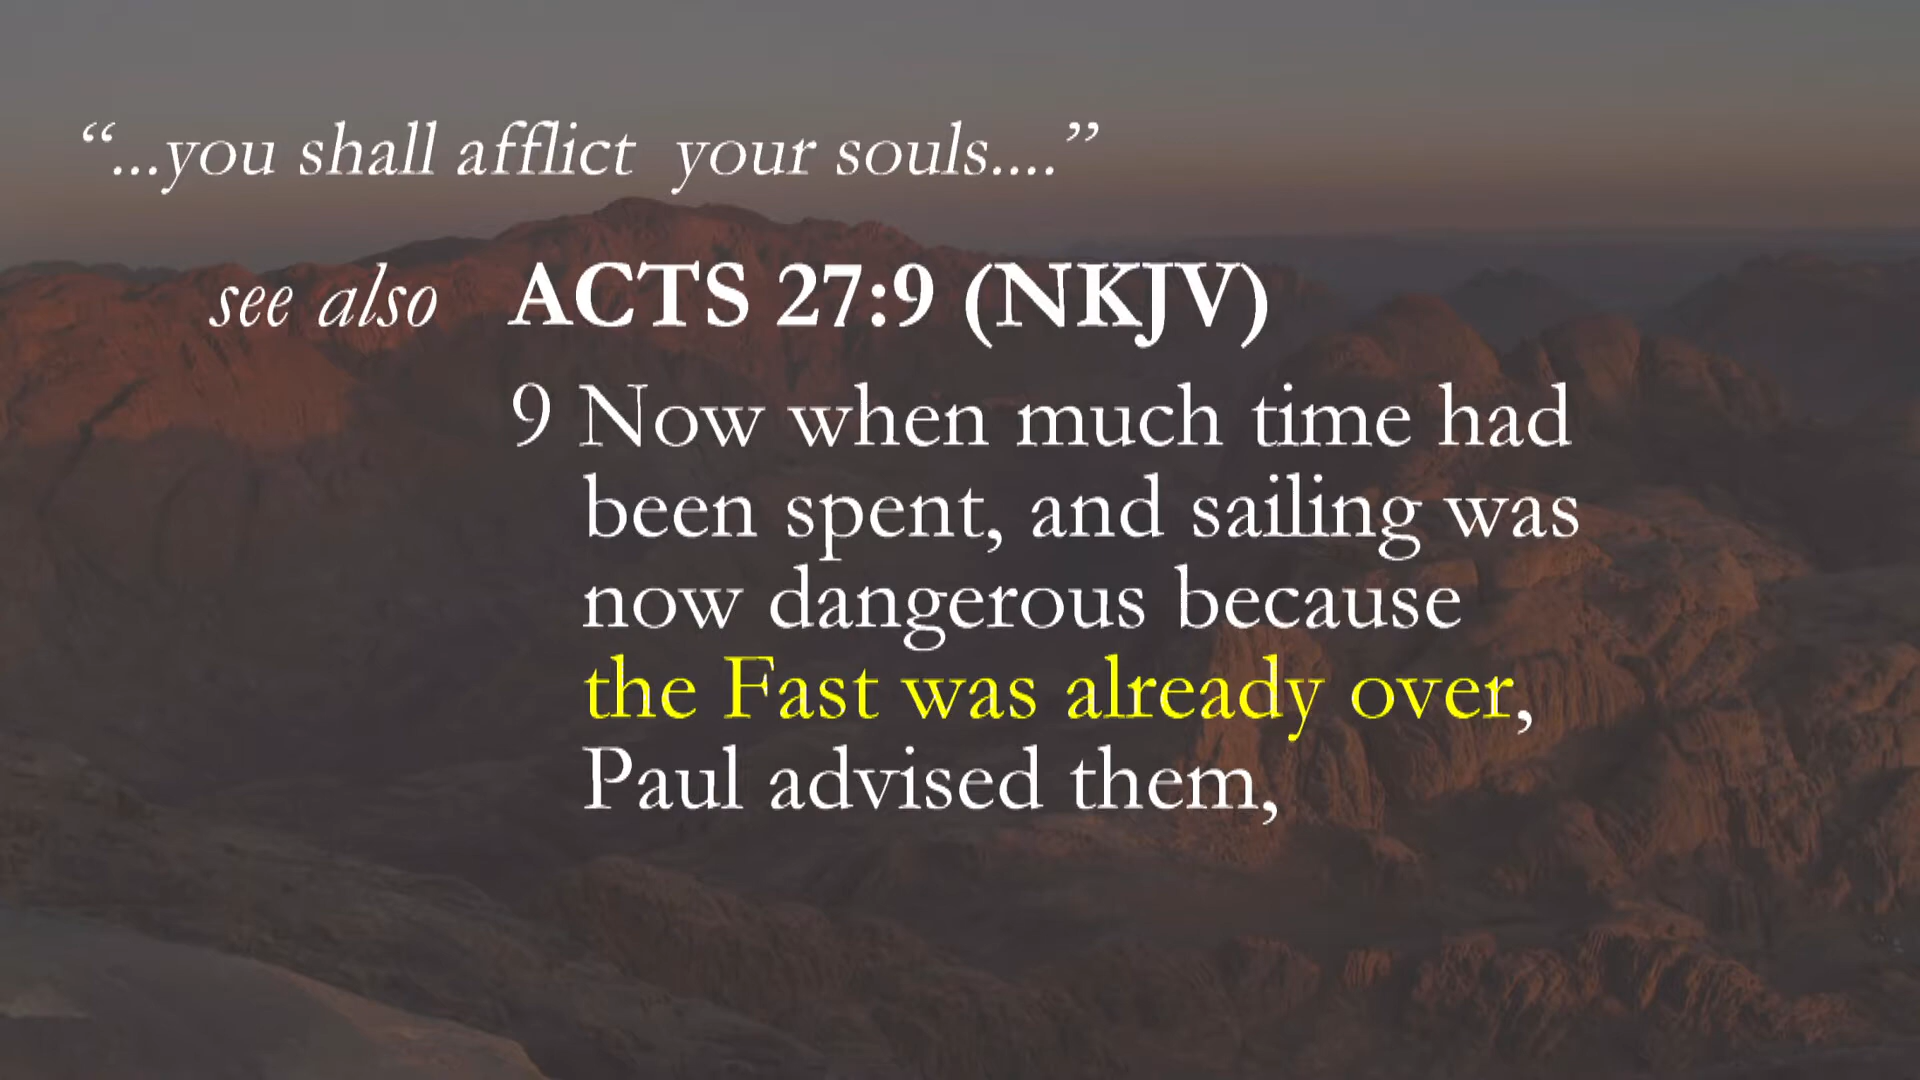 “...you shall afflict your souls....”
see also ACTS 27:9 (NKJV)
9 Now when much time had
been spent, and sailing was
now dangerous because
the Fast was already over,
Paul advised them,